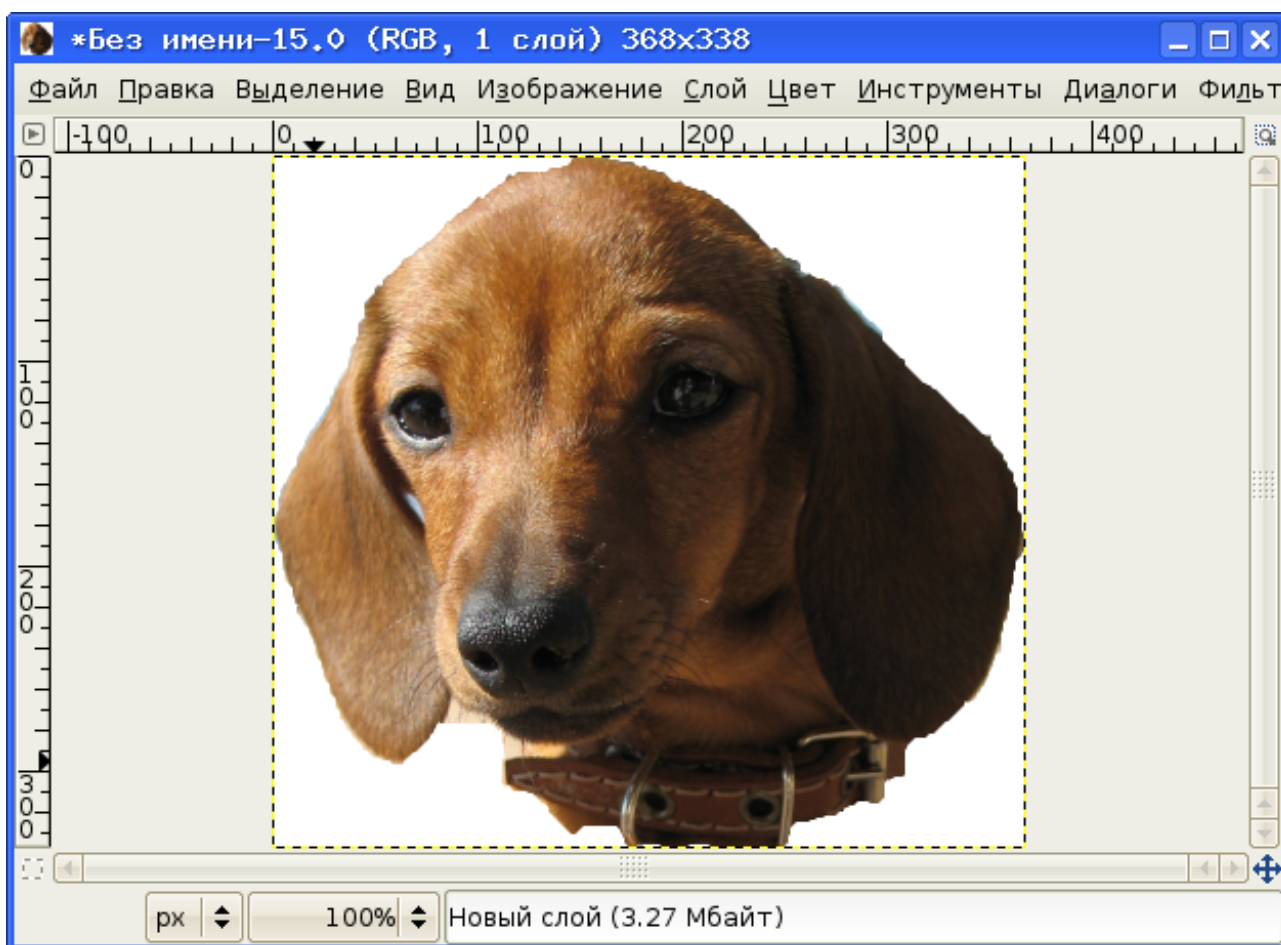 *Без имени-15.0 (RGB, 1 слой) 368x338
Файл Правка Выделение Вид Изображение Слой Цвет Инструменты Диалоги Фильт
-100 0 100 200 300 400
0
100
200
300
px 100% Новый слой (3.27 Мбайт)